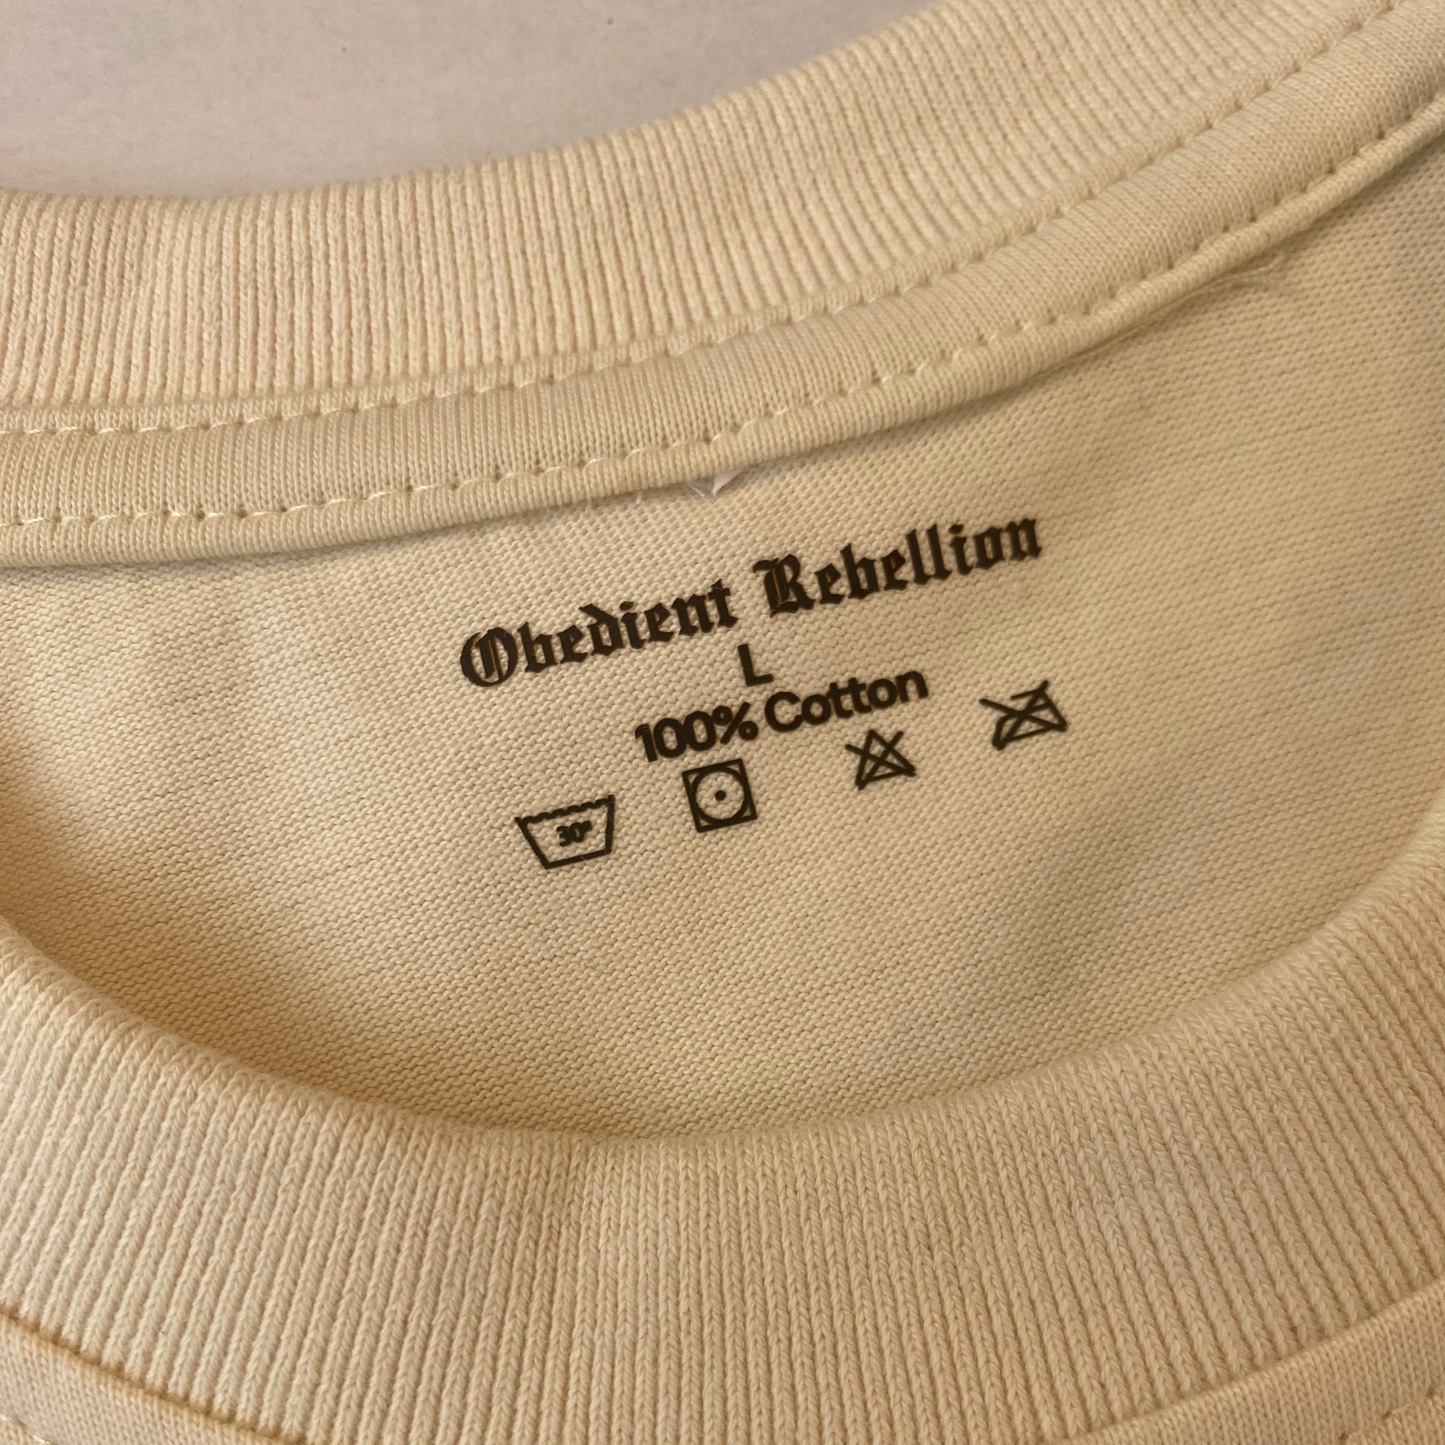 Obedient Rebellion
L
100% Cotton
30°